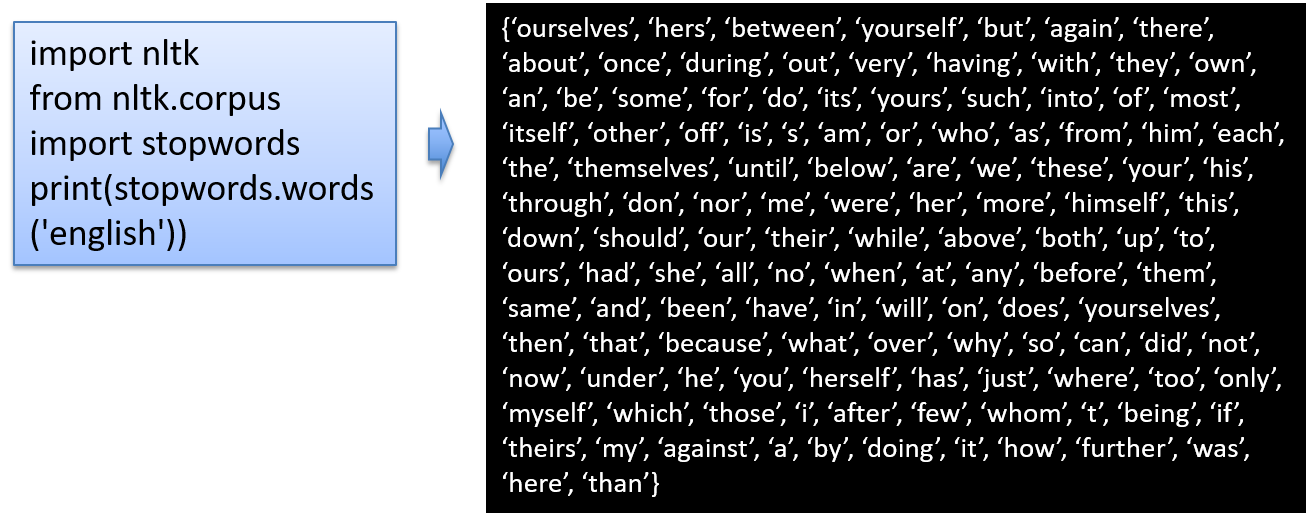 import nltk
from nltk.corpus
import stopwords
print(stopwords.words
('english'))
{‘ourselves’, ‘hers’, ‘between’, ‘yourself’, ‘but’, ‘again’, ‘there’,
‘about’, ‘once’, ‘during’, ‘out’, ‘very’, ‘having’, ‘with’, ‘they’, ‘own’,
‘an’, ‘be’, ‘some’, ‘for’, ‘do’, ‘its’, ‘yours’, ‘such’, ‘into’, ‘of’, ‘most’,
‘itself’, ‘other’, ‘off’, ‘is’, ‘s’, ‘am’, ‘or’, ‘who’, ‘as’, ‘from’, ‘him’, ‘each’,
‘the’, ‘themselves’, ‘until’, ‘below’, ‘are’, ‘we’, ‘these’, ‘your’, ‘his’,
‘through’, ‘don’, ‘nor’, ‘me’, ‘were’, ‘her’, ‘more’, ‘himself’, ‘this’,
‘down’, ‘should’, ‘our’, ‘their’, ‘while’, ‘above’, ‘both’, ‘up’, ‘to’,
‘ours’, ‘had’, ‘she’, ‘all’, ‘no’, ‘when’, ‘at’, ‘any’, ‘before’, ‘them’,
‘same’, ‘and’, ‘been’, ‘have’, ‘in’, ‘will’, ‘on’, ‘does’, ‘yourselves’,
‘then’, ‘that’, ‘because’, ‘what’, ‘over’, ‘why’, ‘so’, ‘can’, ‘did’, ‘not’,
‘now’, ‘under’, ‘he’, ‘you’, ‘herself’, ‘has’, ‘just’, ‘where’, ‘too’, ‘only’,
‘myself’, ‘which’, ‘those’, ‘i’, ‘after’, ‘few’, ‘whom’, ‘t’, ‘being’, ‘if’,
‘theirs’, ‘my’, ‘against’, ‘a’, ‘by’, ‘doing’, ‘it’, ‘how’, ‘further’, ‘was’,
‘here’, ‘than’}